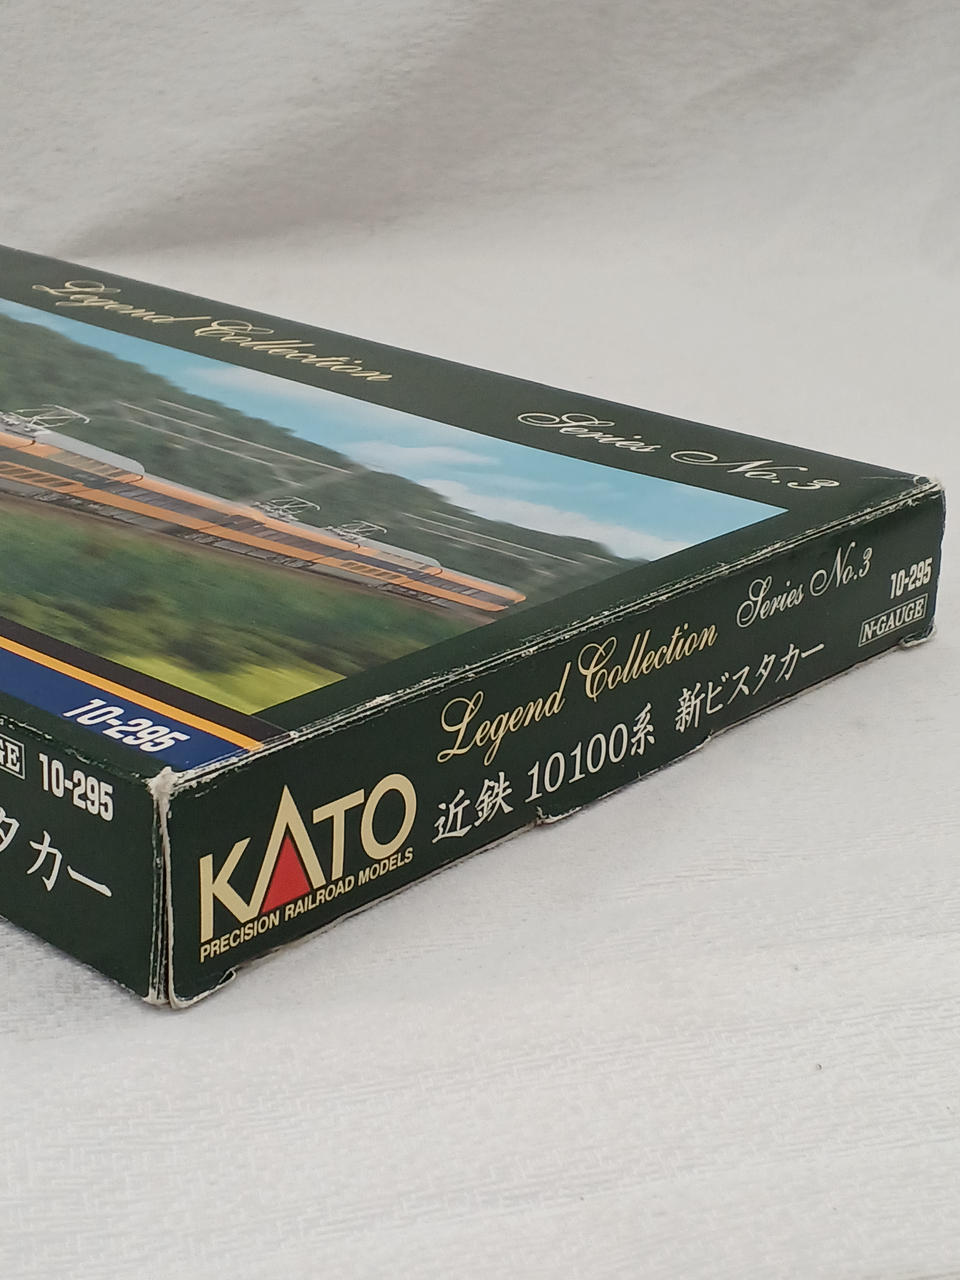 Legend Collection
Series No.3
10-295
10-295
タカー
Legend Collection Series No.3
10-295
N-GAUGE
近鉄 10100系 新ビスタカー
KATO
PRECISION RAILROAD MODELS